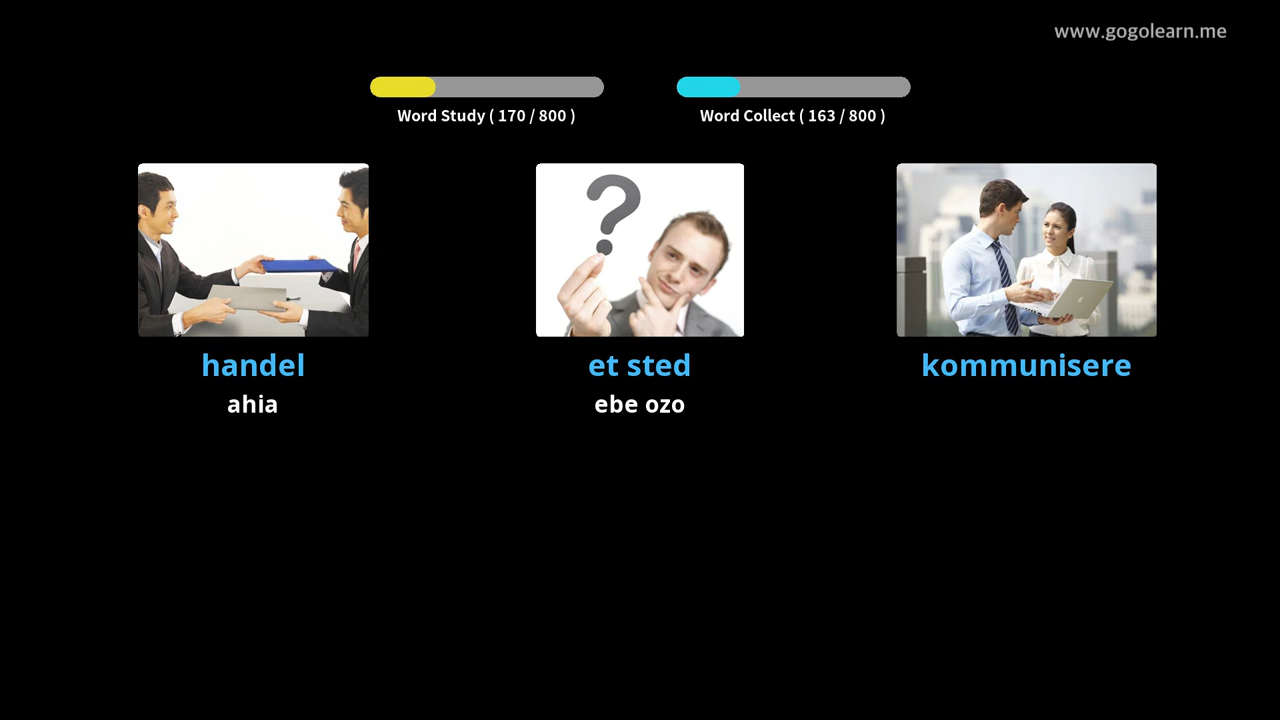 www.gogolearn.me
Word Study ( 170 / 800 )
Word Collect ( 163 / 800 )
handel
ahia
et sted
ebe ozo
kommunisere